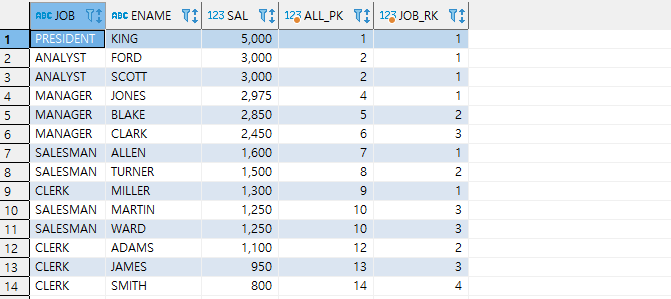 ABC JOB ABC ENAME 123 SAL 123 ALL_PK 123 JOB_RK
1 PRESIDENT KING 5,000 1 1
2 ANALYST FORD 3,000 2 1
3 ANALYST SCOTT 3,000 2 1
4 MANAGER JONES 2,975 4 1
5 MANAGER BLAKE 2,850 5 2
6 MANAGER CLARK 2,450 6 3
7 SALESMAN ALLEN 1,600 7 1
8 SALESMAN TURNER 1,500 8 2
9 CLERK MILLER 1,300 9 1
10 SALESMAN MARTIN 1,250 10 3
11 SALESMAN WARD 1,250 10 3
12 CLERK ADAMS 1,100 12 2
13 CLERK JAMES 950 13 3
14 CLERK SMITH 800 14 4